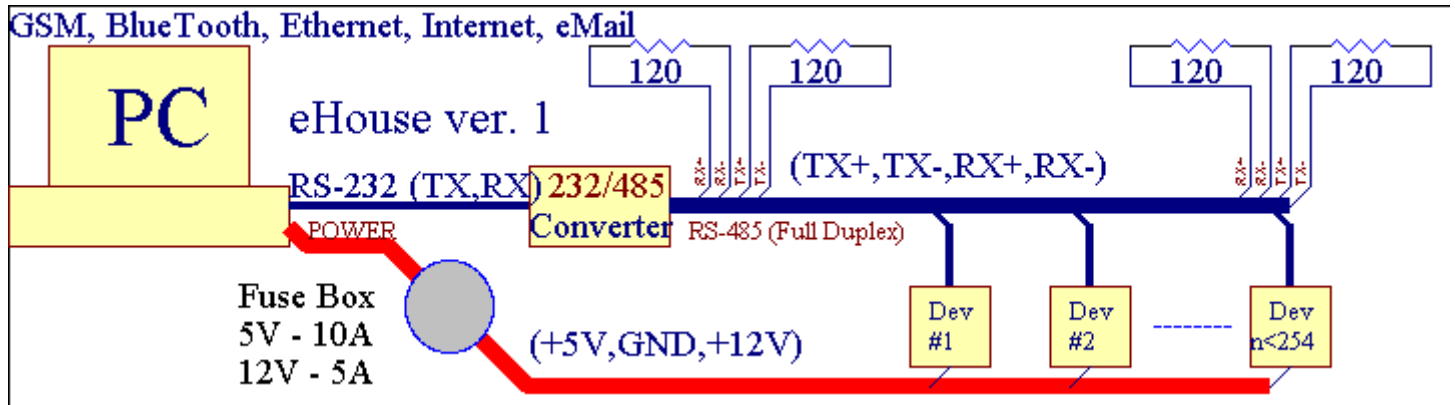 GSM, BlueTooth, Ethernet, Internet, eMail
120
120
120
120
PC
eHouse ver. 1
RX+
RX-
TX+
TX-
RX+
RX-
TX+
TX-
(TX+,TX-,RX+,RX-)
RS-232 (TX,RX)
232/485
Converter
RS-485 (Full Duplex)
POWER
Fuse Box
5V - 10A
12V - 5A
(+5V,GND,+12V)
Dev
#1
Dev
#2
--------
Dev
n<254